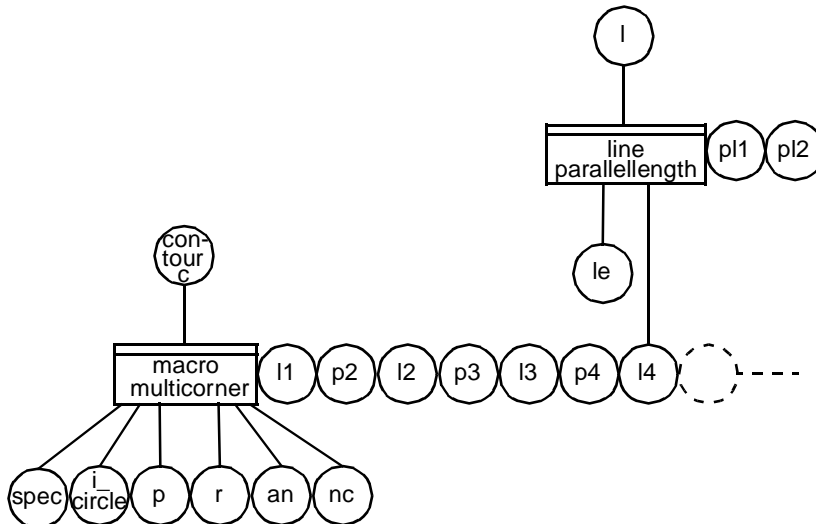 l
line
parallellength
pl1
pl2
con-
tour
c
le
macro
multicorner
l1
p2
l2
p3
l3
p4
l4
spec
i_
circle
p
r
an
nc